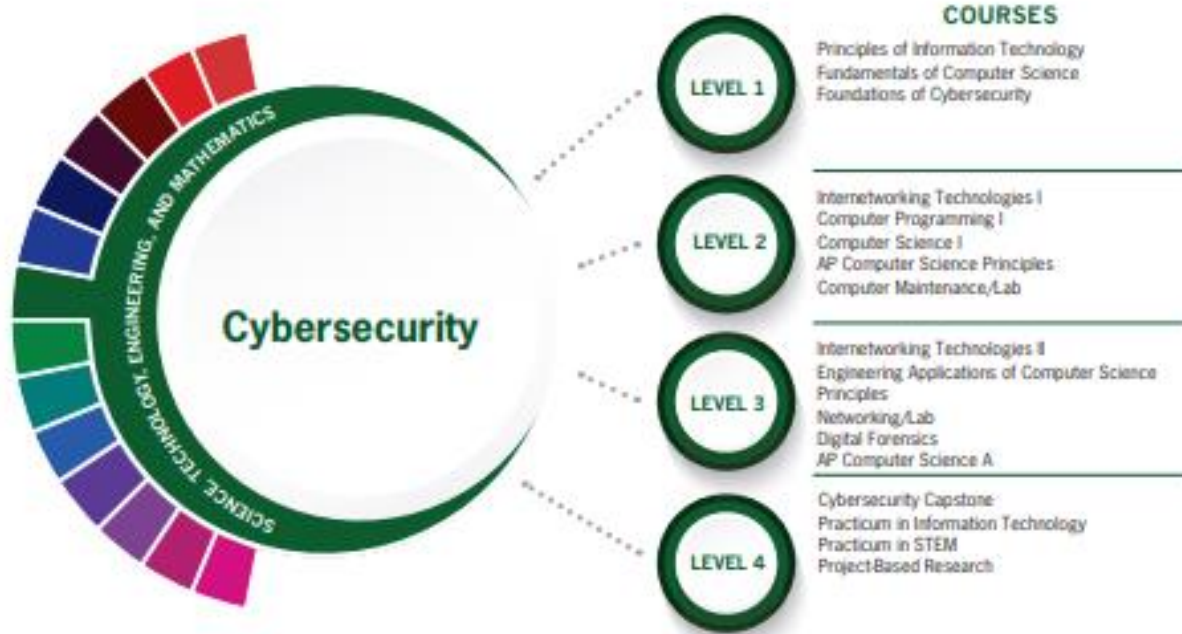 SCIENCE, TECHNOLOGY, ENGINEERING, AND MATHEMATICS
Cybersecurity
COURSES
LEVEL 1
Principles of Information Technology
Fundamentals of Computer Science
Foundations of Cybersecurity
LEVEL 2
Internetworking Technologies I
Computer Programming I
Computer Science I
AP Computer Science Principles
Computer Maintenance/Lab
LEVEL 3
Internetworking Technologies II
Engineering Applications of Computer Science
Principles
Networking/Lab
Digital Forensics
AP Computer Science A
LEVEL 4
Cybersecurity Capstone
Practicum in Information Technology
Practicum in STEM
Project-Based Research